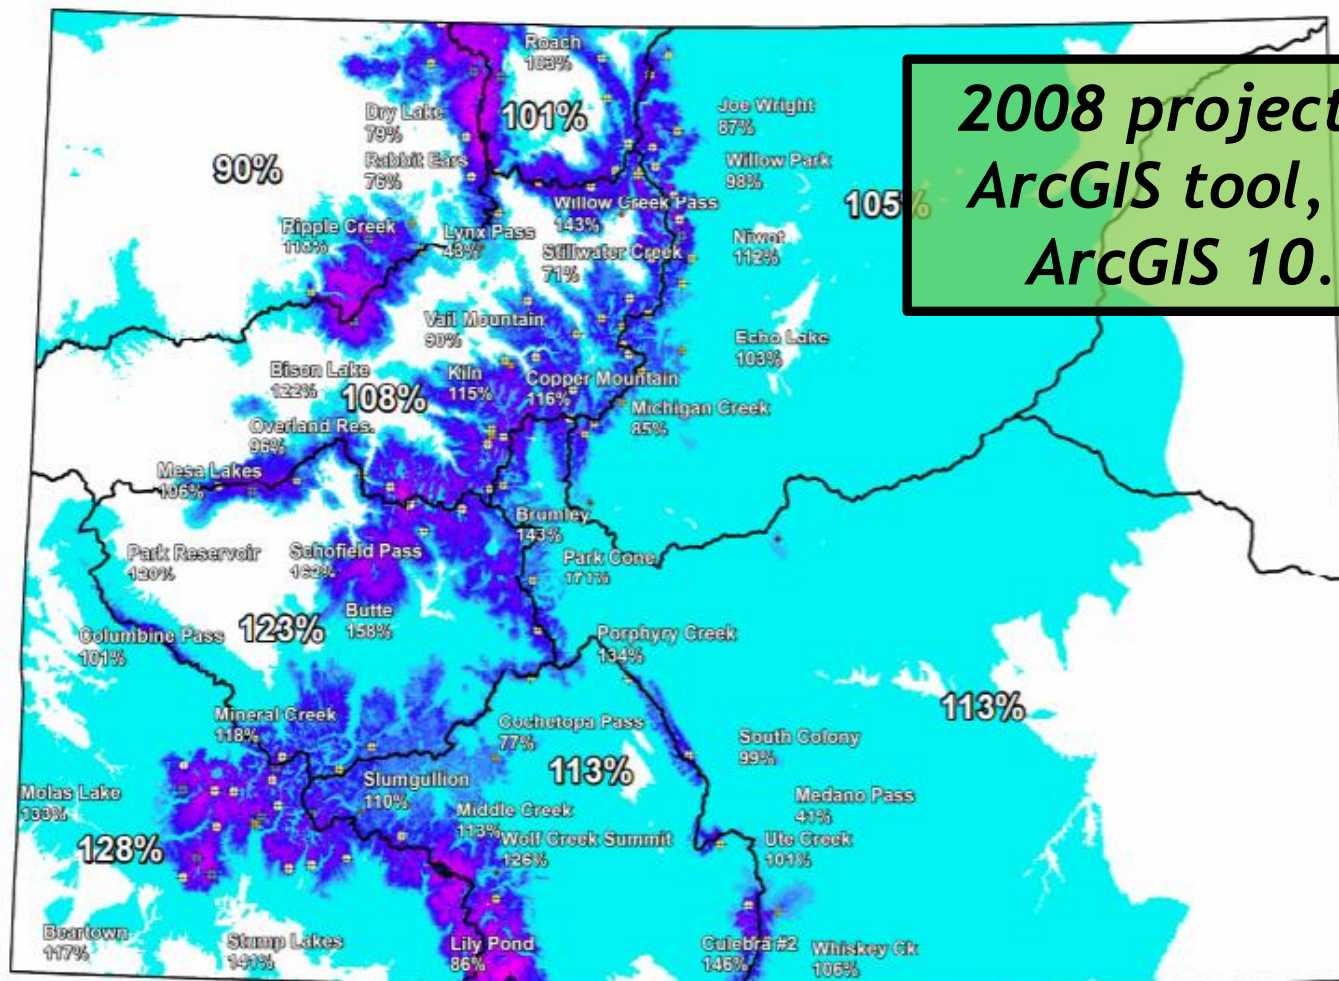 Roach
103%
101%
Dry Lake
79%
Joe Wright
87%
2008 project
ArcGIS tool,
ArcGIS 10.
90%
Rabbit Ears
76%
Willow Park
98%
Willow Creek Pass
143%
105%
Ripple Creek
Lynx Pass
43%
Stillwater Creek
71%
Niwot
112%
Vail Mountain
90%
Echo Lake
103%
Bison Lake
122%
108%
Kiln
115%
Copper Mountain
116%
Michigan Creek
85%
Overland Res.
96%
Mesa Lakes
106%
Brumley
143%
Park Reservoir
120%
Schofield Pass
Park Cone
171%
Butte
158%
123%
Columbine Pass
101%
Porphyry Creek
134%
Mineral Creek
118%
Cochetopa Pass
77%
113%
113%
South Colony
99%
Molas Lake
133%
Slumgullion
110%
Middle Creek
113%
Medano Pass
41%
128%
Wolf Creek Summit
126%
Ute Creek
101%
Beartown
117%
Stump Lakes
141%
Lily Pond
86%
Culebra #2
146%
Whiskey Ck
106%